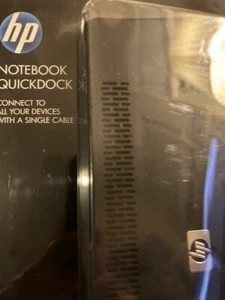 hp
NOTEBOOK
QUICKDOCK
CONNECT TO
ALL YOUR DEVICES
WITH A SINGLE CABLE
hp